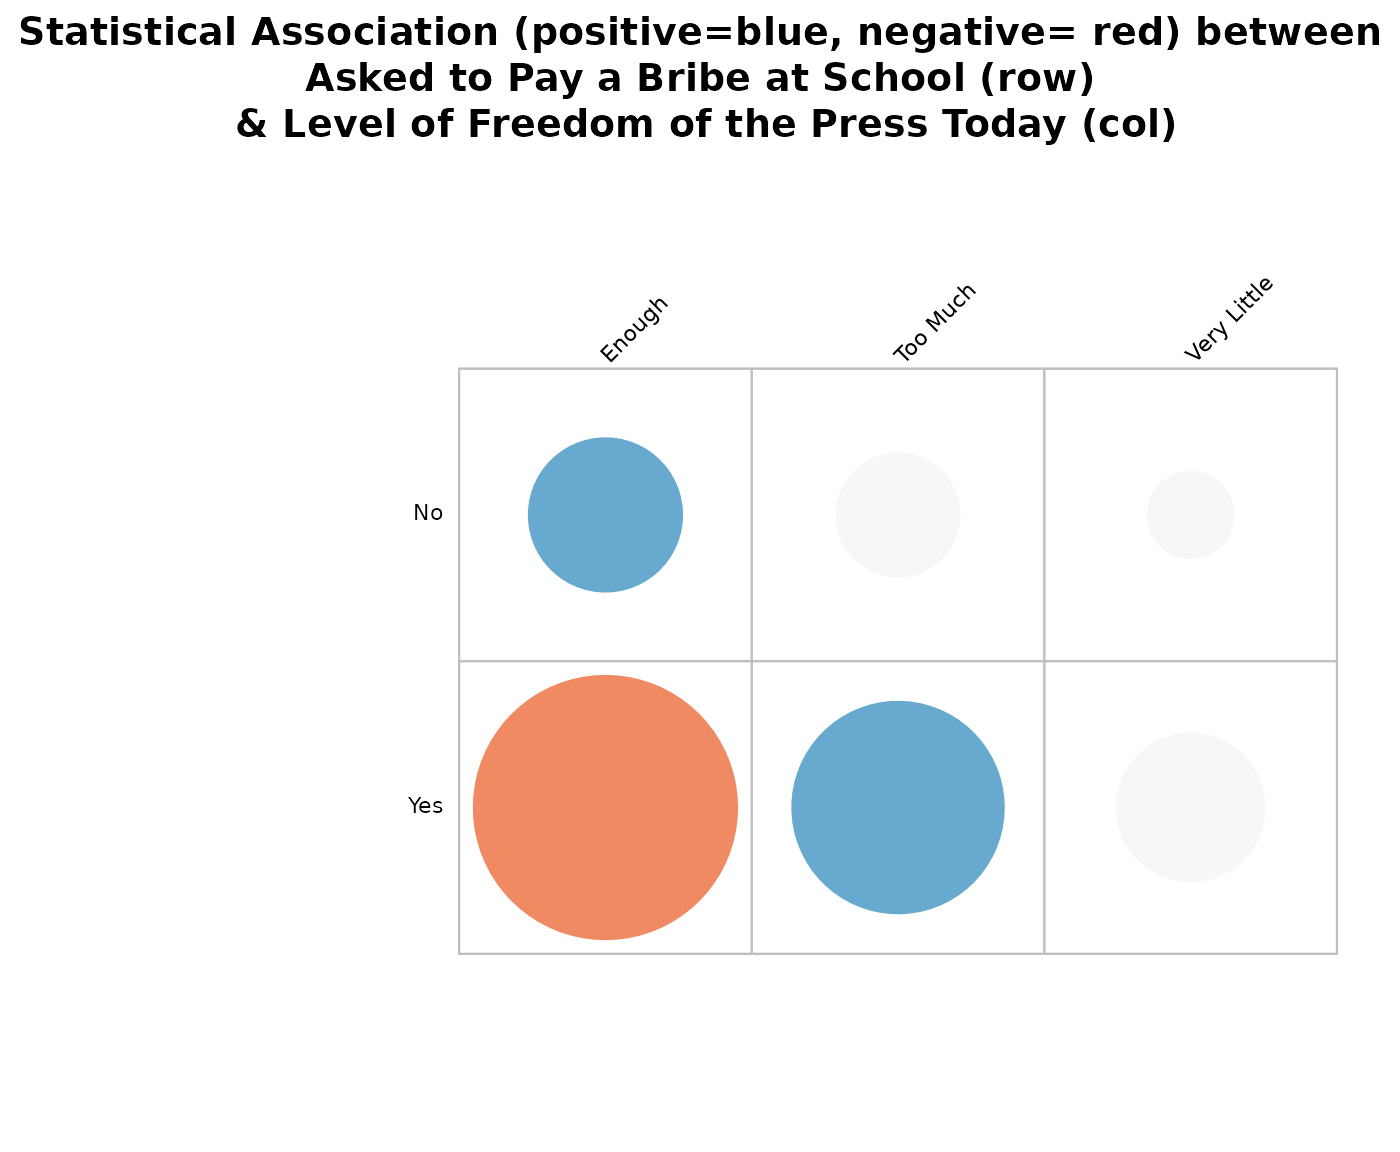 Statistical Association (positive=blue, negative= red) between
Asked to Pay a Bribe at School (row)
& Level of Freedom of the Press Today (col)
Enough
Too Much
Very Little
No
Yes